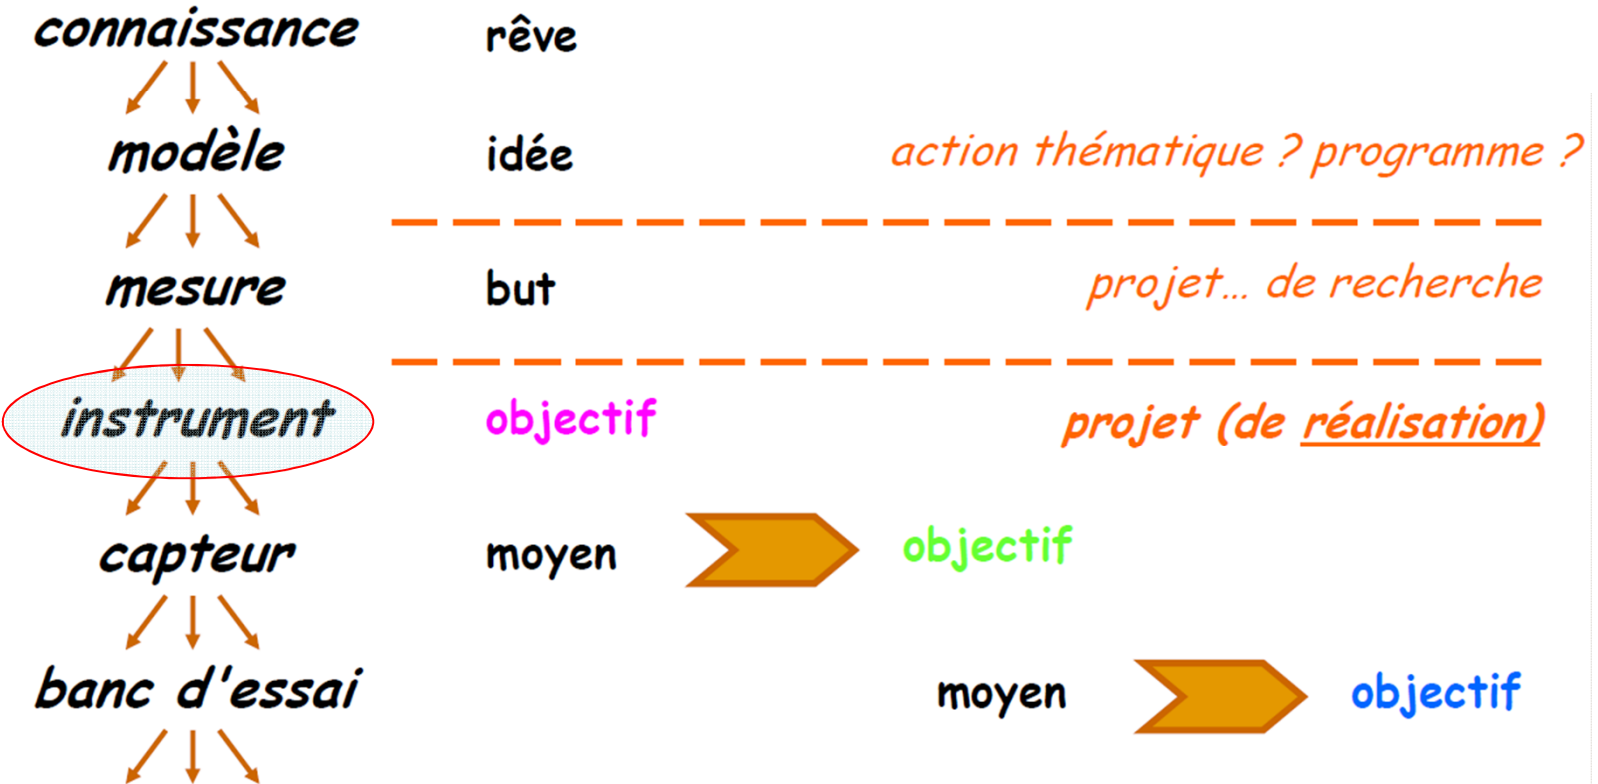 connaissance rêve
modèle idée action thématique ? programme ?
mesure but projet... de recherche
instrument objectif projet (de réalisation)
capteur moyen objectif
banc d'essai moyen objectif